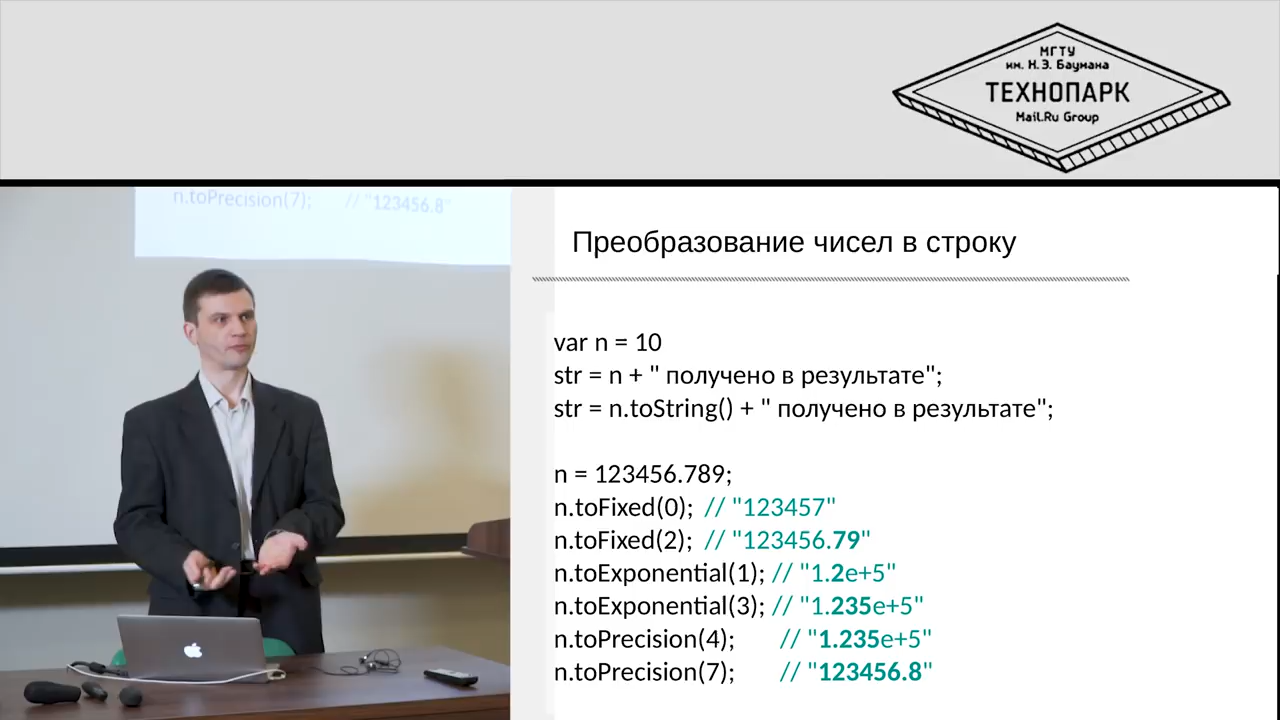 МГТУ
им. Н.Э. Баумана
ТЕХНОПАРК
Mail.Ru Group
n.toPrecision(7); // "123456.8"
Преобразование чисел в строку
var n = 10
str = n + " получено в результате";
str = n.toString() + " получено в результате";
n = 123456.789;
n.toFixed(0); // "123457"
n.toFixed(2); // "123456.79"
n.toExponential(1); // "1.2e+5"
n.toExponential(3); // "1.235e+5"
n.toPrecision(4); // "1.235e+5"
n.toPrecision(7); // "123456.8"